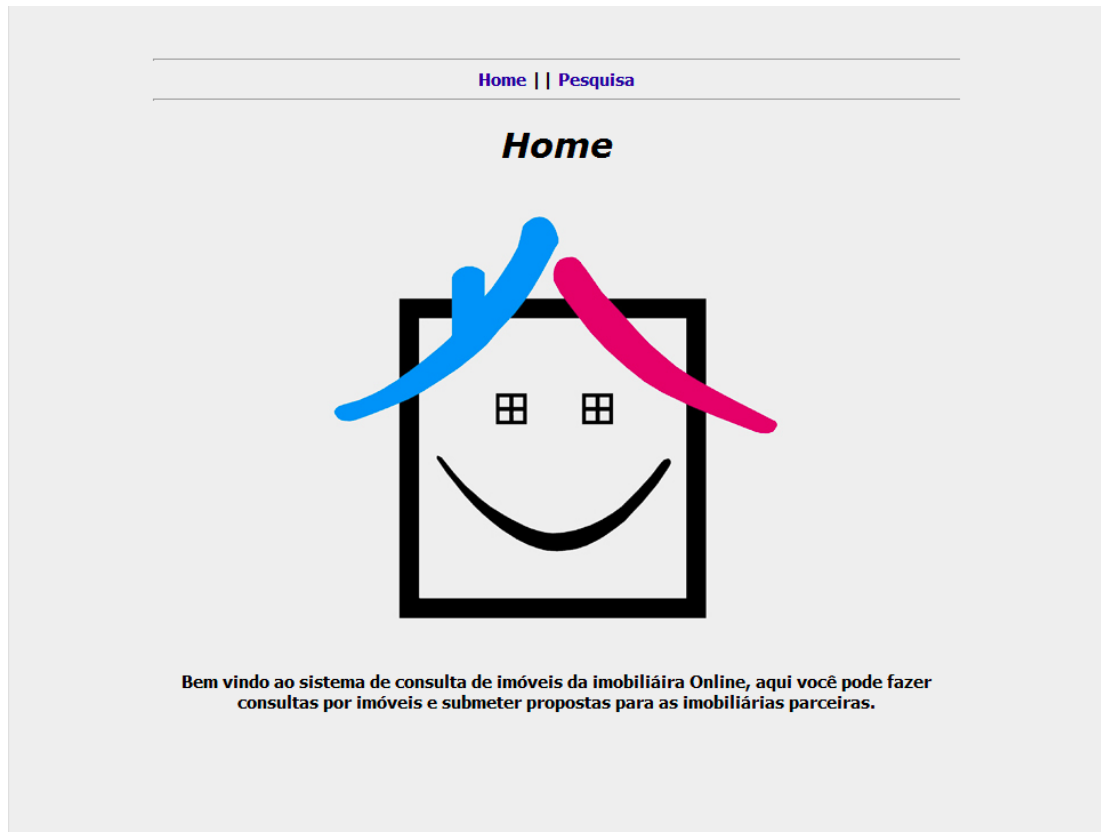 Home || Pesquisa
Home
Bem vindo ao sistema de consulta de imóveis da imobiliáira Online, aqui você pode fazer
consultas por imóveis e submeter propostas para as imobiliárias parceiras.